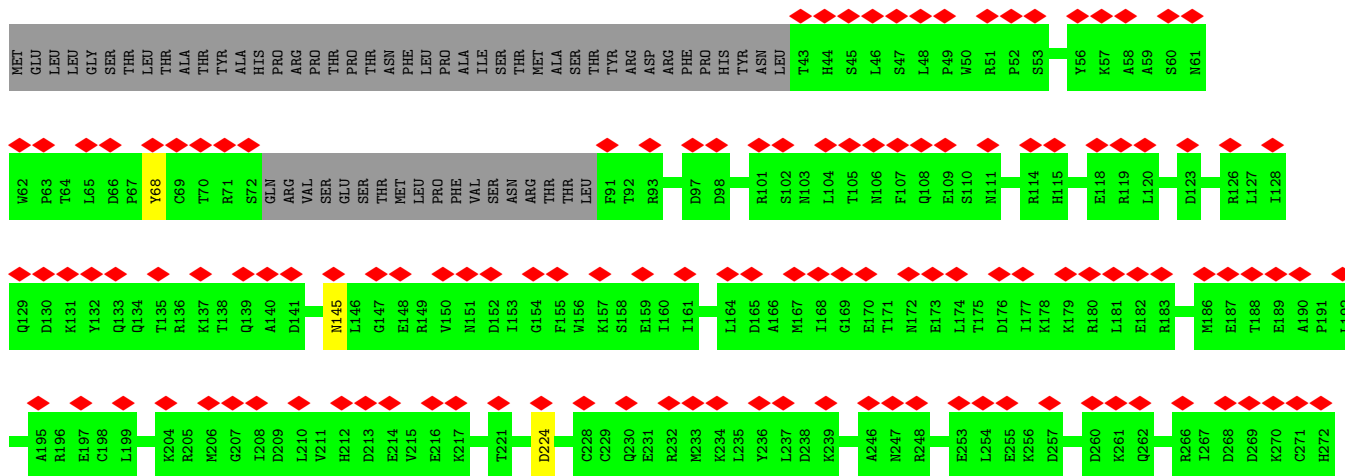 MET GLU LEU LEU GLY SER THR LEU THR ALA THR TYR ALA HIS PRO ARG PRO THR PRO THR ASN PHE LEU PRO ALA ILE SER THR MET ALA SER THR TYR ARG ASP ARG PHE PRO HIS TYR ASN LEU T43 H44 S45 L46 S47 L48 P49 W50 R51 P52 S53 Y56 K57 A58 A59 S60 N61
W62 P63 T64 L65 D66 P67 Y68 C69 T70 R71 S72 GLN ARG VAL SER GLU SER THR MET LEU PRO PHE VAL SER ASN ARG THR THR LEU F91 T92 R93 D97 D98 R101 S102 N103 L104 T105 N106 F107 Q108 E109 S110 N111 R114 H115 E118 R119 L120 D123 R126 L127 I128
Q129 D130 K131 Y132 Q133 Q134 T135 R136 K137 T138 Q139 A140 D141 N145 L146 G147 E148 R149 V150 N151 D152 I153 G154 F155 W156 K157 S158 E159 I160 I161 L164 D165 A166 M167 I168 G169 E170 T171 N172 E173 L174 T175 D176 I177 K178 K179 R180 L181 E182 R183 M186 E187 T188 E189 A190 P191 L192
A195 R196 E197 C198 L199 K204 R205 M206 G207 I208 D209 L210 V211 H212 D213 E214 V215 E216 K217 T221 D224 C228 C229 Q230 E231 R232 M233 K234 L235 Y236 L237 D238 K239 A246 N247 R248 E253 L254 E255 K256 D257 D260 K261 Q262 R266 I267 D268 D269 K270 C271 H272